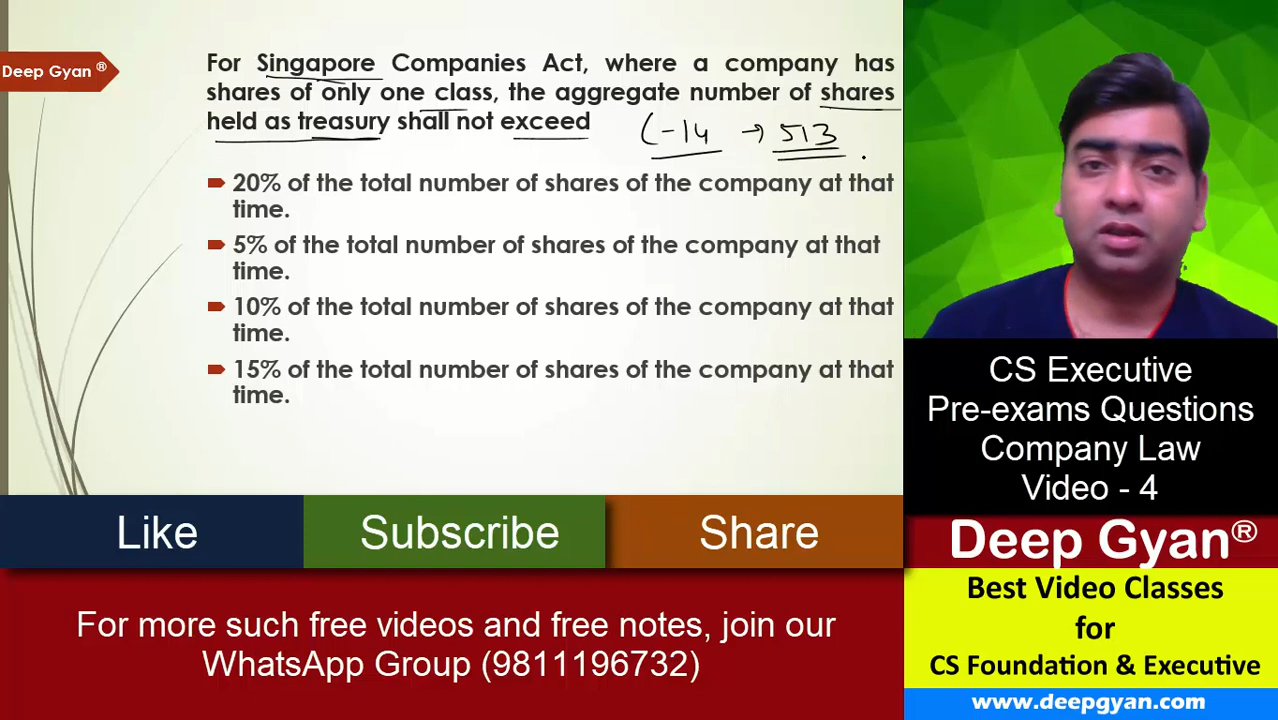 Deep Gyan ®
For Singapore Companies Act, where a company has
shares of only one class, the aggregate number of shares
held as treasury shall not exceed
(-14 → 513
20% of the total number of shares of the company at that
time.
5% of the total number of shares of the company at that
time.
10% of the total number of shares of the company at that
time.
15% of the total number of shares of the company at that
time.
CS Executive
Pre-exams Questions
Company Law
Video - 4
Like
Subscribe
Share
Deep Gyan®
For more such free videos and free notes, join our
WhatsApp Group (9811196732)
Best Video Classes
for
CS Foundation & Executive
www.deepgyan.com